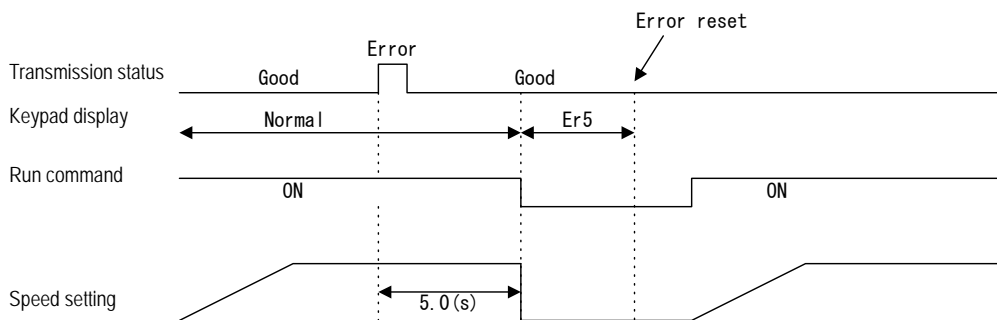 Error reset
Error
Transmission status
Good
Good
Keypad display
Normal
Er5
Run command
ON
ON
Speed setting
5.0(s)